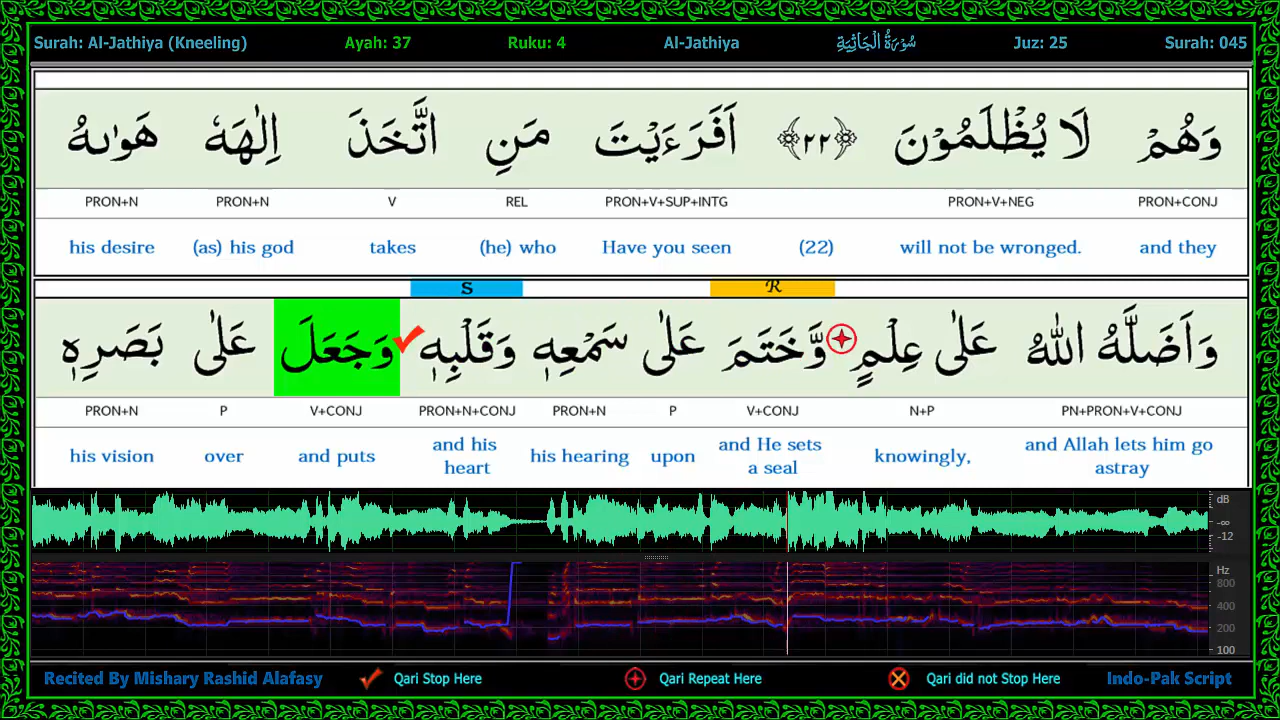 Surah: Al-Jathiya (Kneeling) Ayah: 37 Ruku: 4 Al-Jathiya سُوْرَةُ الْجَاثِيَةِ Juz: 25 Surah: 045
وَهُمْ لَا يُظْلَمُوْنَ ﴿٢٢﴾ اَفَرَءَيْتَ مَنِ اتَّخَذَ اِلٰهَهٗ هَوٰىهُ
PRON+N PRON+N V REL PRON+V+SUP+INTG PRON+V+NEG PRON+CONJ
his desire (as) his god takes (he) who Have you seen (22) will not be wronged. and they
S R
وَاَضَلَّهُ اللّٰهُ عَلٰى عِلْمٍ وَّخَتَمَ عَلٰى سَمْعِهٖ وَقَلْبِهٖ وَجَعَلَ عَلٰى بَصَرِهٖ
PRON+N P V+CONJ PRON+N+CONJ PRON+N P V+CONJ N+P PN+PRON+V+CONJ
his vision over and puts and his heart his hearing upon and He sets a seal knowingly, and Allah lets him go astray
dB
-∞
-12
Hz
800
400
200
100
Recited By Mishary Rashid Alafasy Qari Stop Here Qari Repeat Here Qari did not Stop Here Indo-Pak Script